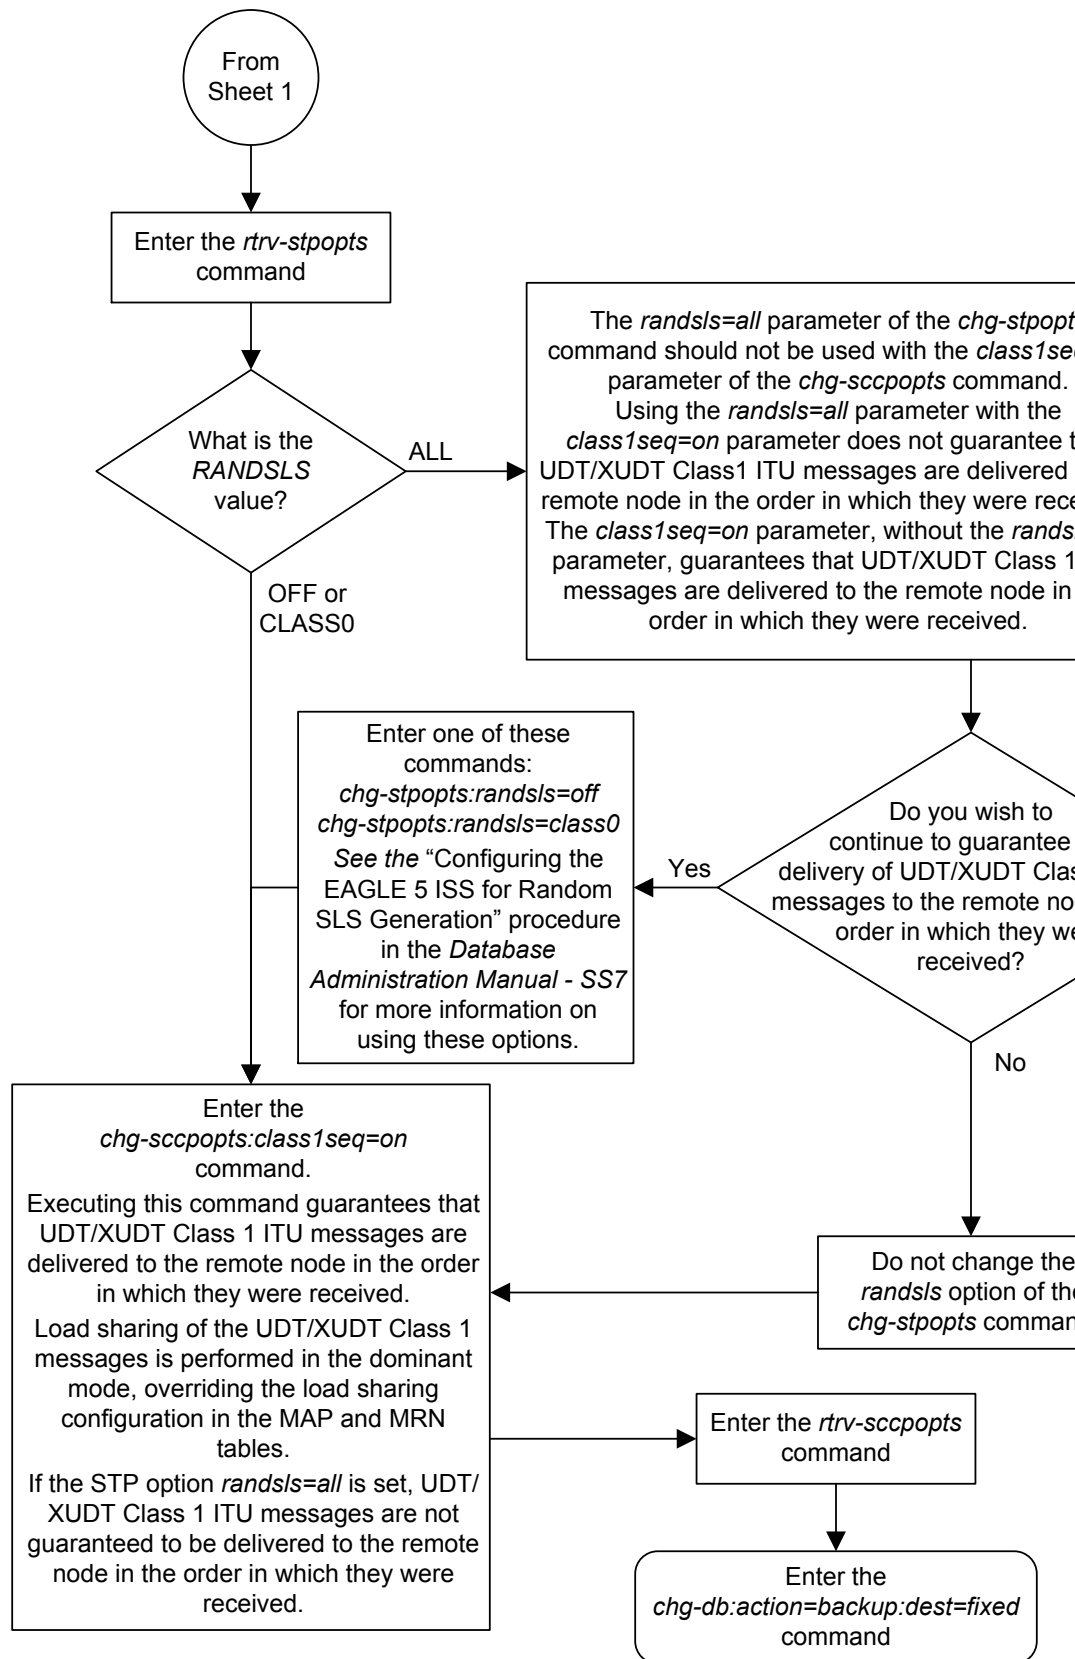 From
Sheet 1
Enter the rtrv-stpopts
command
What is the
RANDSLS
value?
ALL
OFF or
CLASS0
The randsls=all parameter of the
command should not be used with the
parameter of the chg-sccpopts command.
Using the randsls=all parameter with the
class1seq=on parameter does not guarantee
UDT/XUDT Class1 ITU messages are delivered
remote node in the order in which they were
The class1seq=on parameter, without the
parameter, guarantees that UDT/XUDT Class 1
messages are delivered to the remote node in
order in which they were received.
Do you wish to
continue to guarantee
delivery of UDT/XUDT
messages to the remote
order in which they
received?
Yes
No
Enter one of these
commands:
chg-stpopts:randsls=off
chg-stpopts:randsls=class0
See the “Configuring the
EAGLE 5 ISS for Random
SLS Generation” procedure
in the Database
Administration Manual - SS7
for more information on
using these options.
Do not change the
randsls option of
chg-stpopts
Enter the
chg-sccpopts:class1seq=on
command.
Executing this command guarantees that
UDT/XUDT Class 1 ITU messages are
delivered to the remote node in the order
in which they were received.
Load sharing of the UDT/XUDT Class 1
messages is performed in the dominant
mode, overriding the load sharing
configuration in the MAP and MRN
tables.
If the STP option randsls=all is set, UDT/
XUDT Class 1 ITU messages are not
guaranteed to be delivered to the remote
node in the order in which they were
received.
Enter the rtrv-sccpopts
command
Enter the
chg-db:action=backup:dest=fixed
command